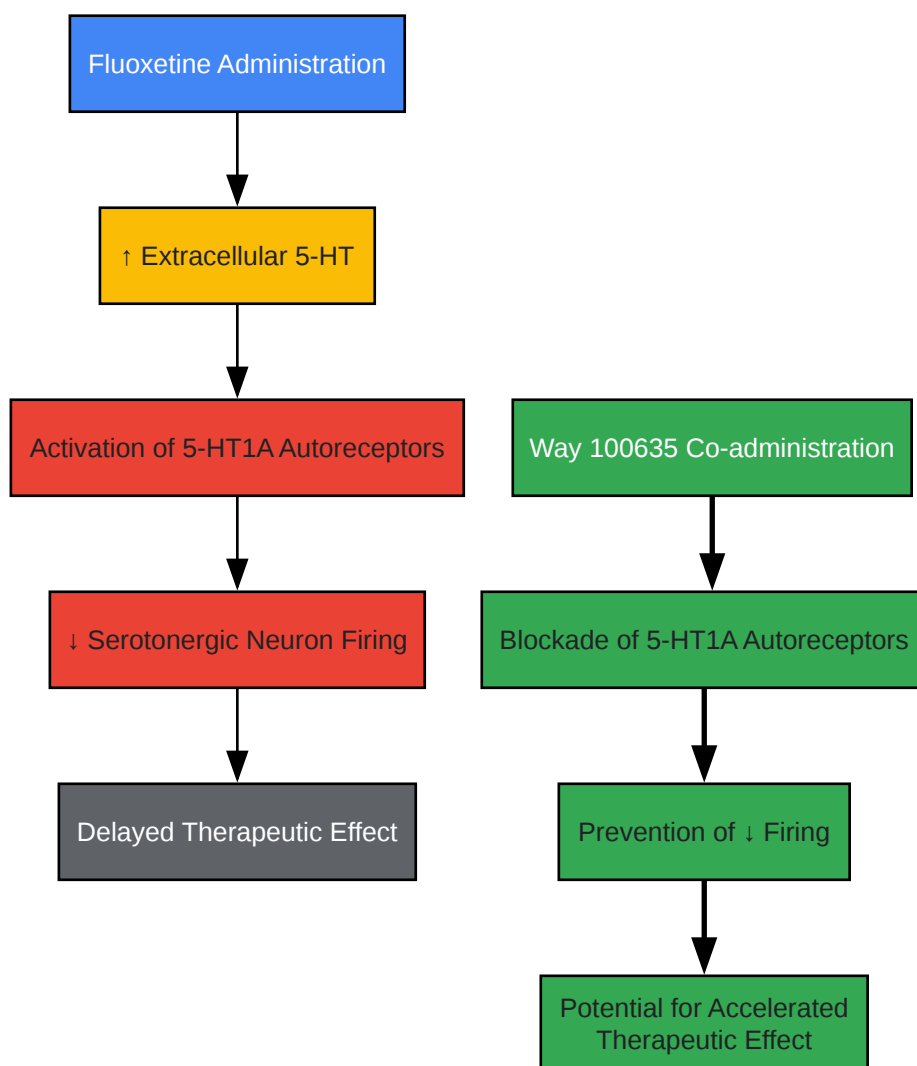 Fluoxetine Administration
↑ Extracellular 5-HT
Activation of 5-HT1A Autoreceptors
↓ Serotonergic Neuron Firing
Delayed Therapeutic Effect
Way 100635 Co-administration
Blockade of 5-HT1A Autoreceptors
Prevention of ↓ Firing
Potential for Accelerated
Therapeutic Effect